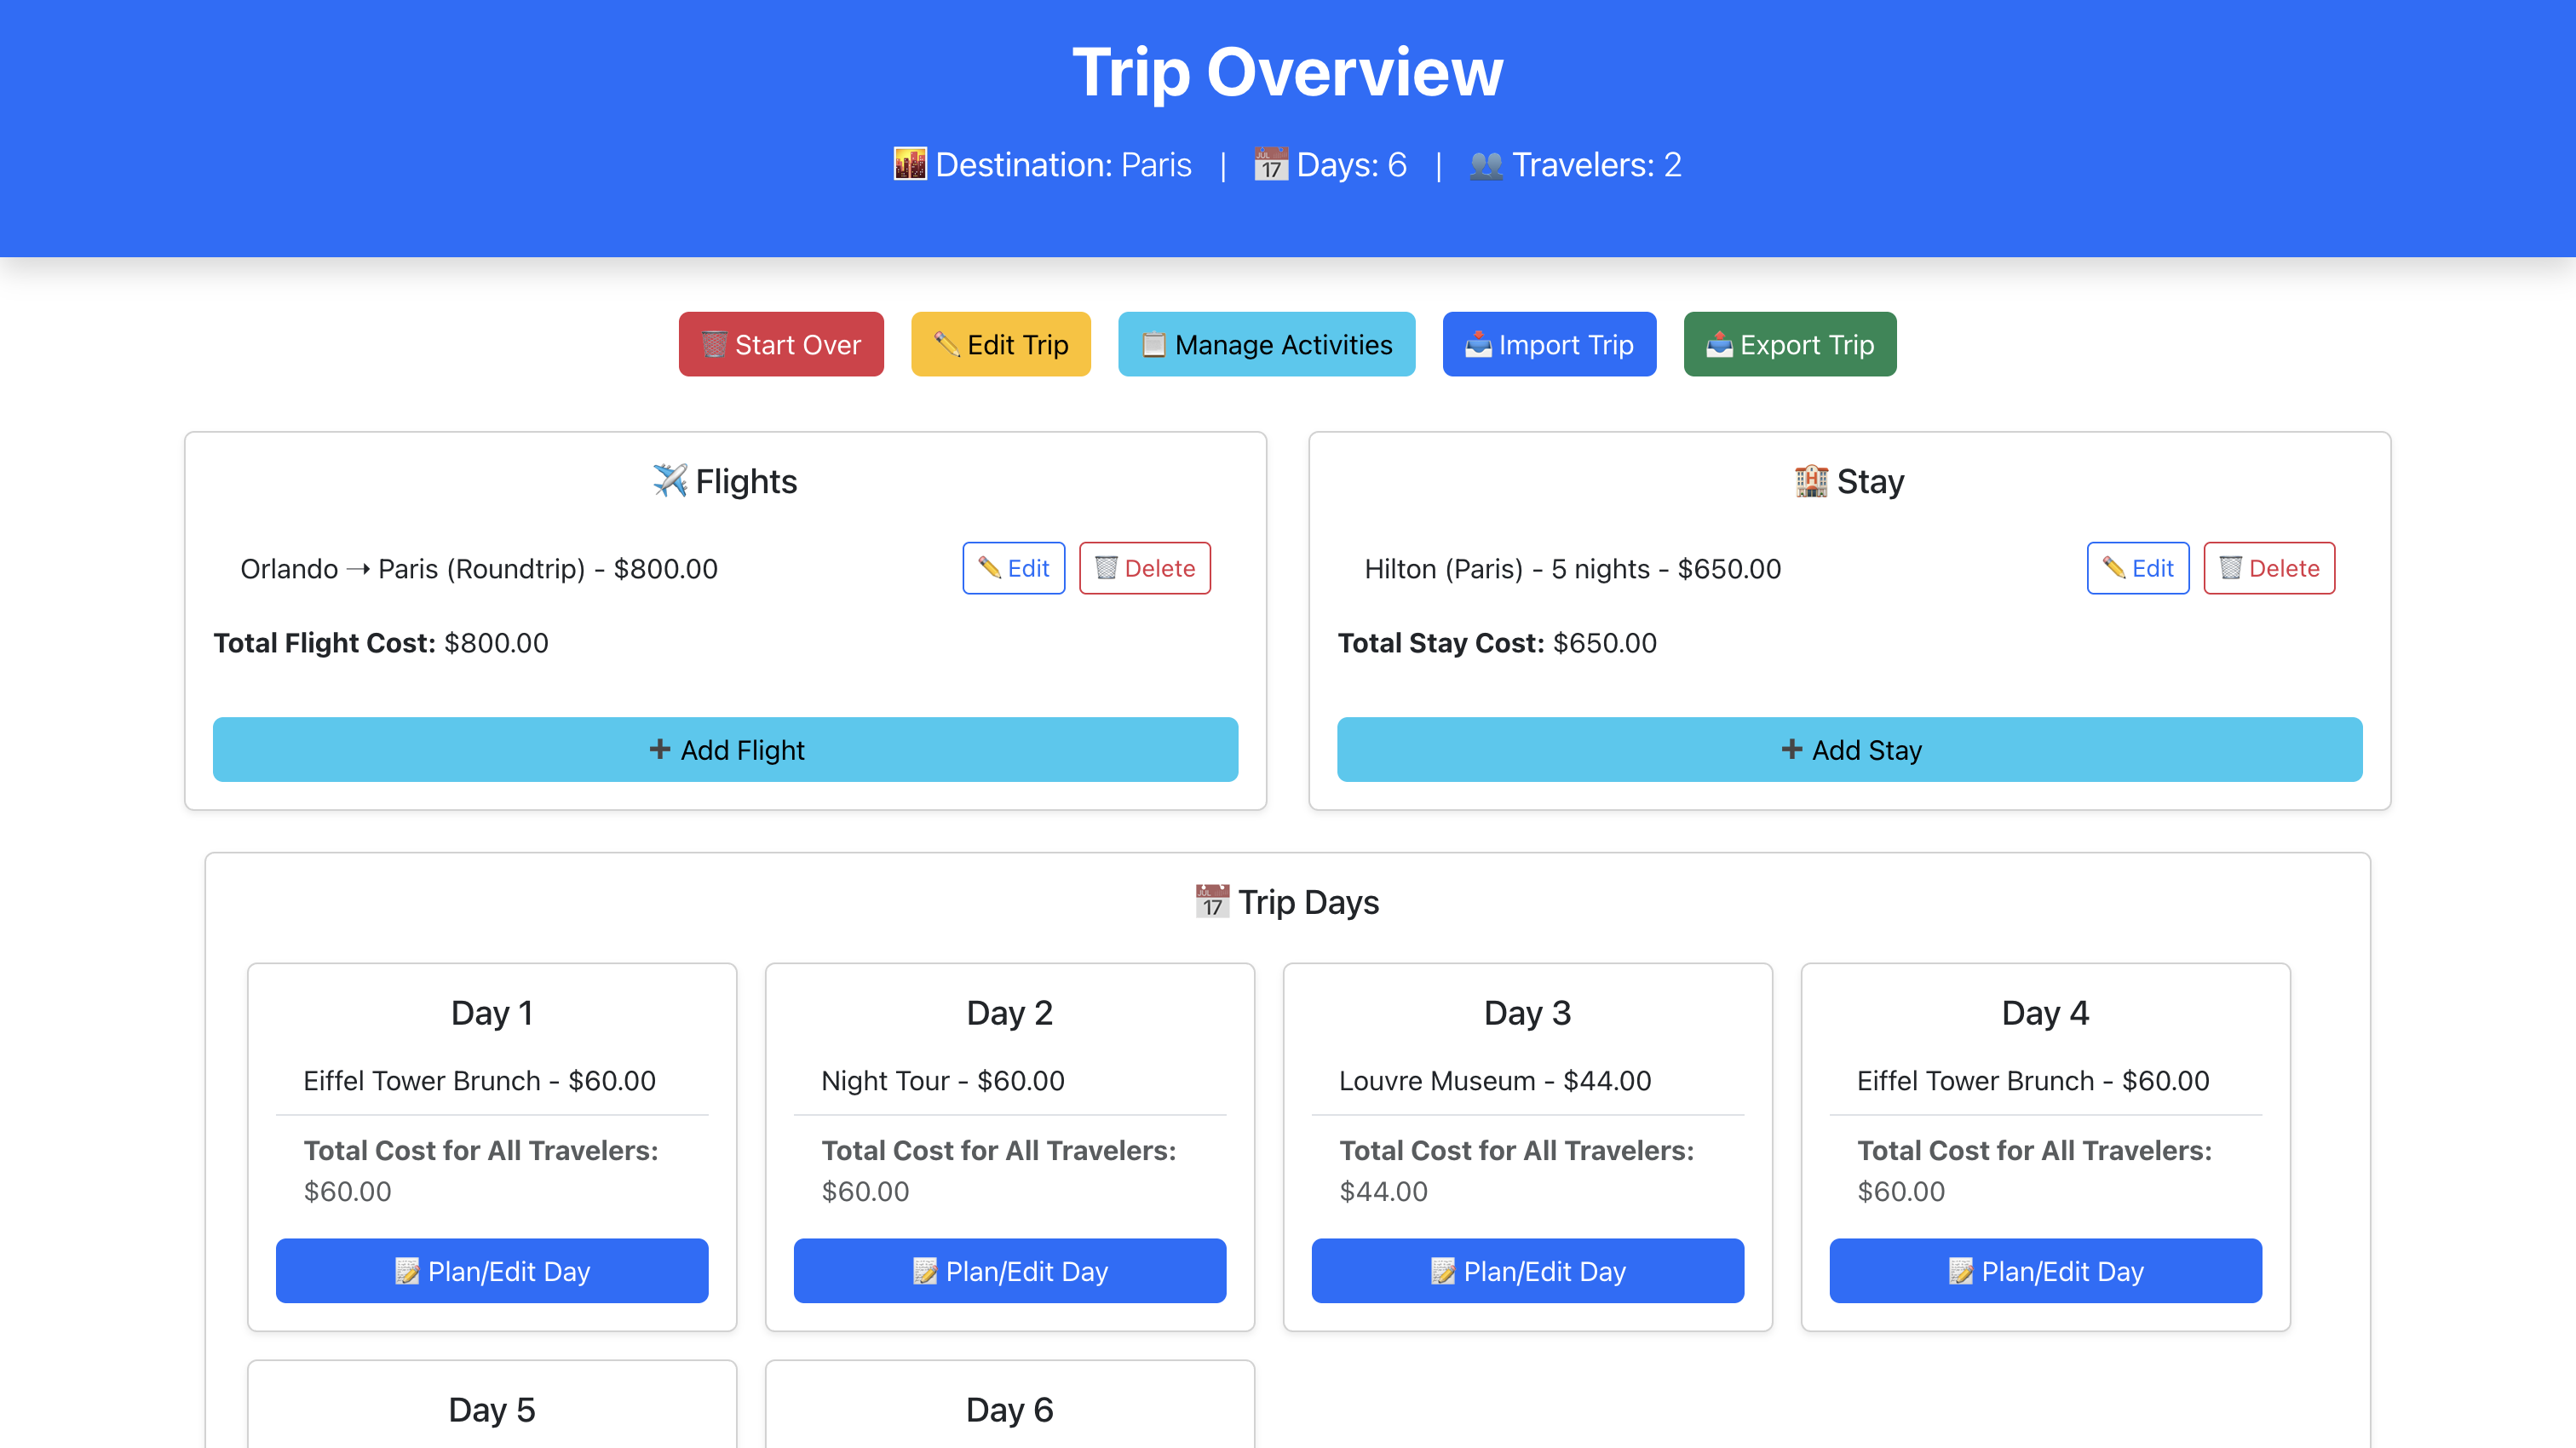 Trip Overview
🌇 Destination: Paris | 📅 Days: 6 | 👥 Travelers: 2
🗑️ Start Over
✏️ Edit Trip
📋 Manage Activities
📥 Import Trip
📤 Export Trip
✈️ Flights
Orlando → Paris (Roundtrip) - $800.00
✏️ Edit
🗑️ Delete
Total Flight Cost: $800.00
➕ Add Flight
🏨 Stay
Hilton (Paris) - 5 nights - $650.00
✏️ Edit
🗑️ Delete
Total Stay Cost: $650.00
➕ Add Stay
📅 Trip Days
Day 1
Eiffel Tower Brunch - $60.00
Total Cost for All Travelers:
$60.00
📝 Plan/Edit Day
Day 2
Night Tour - $60.00
Total Cost for All Travelers:
$60.00
📝 Plan/Edit Day
Day 3
Louvre Museum - $44.00
Total Cost for All Travelers:
$44.00
📝 Plan/Edit Day
Day 4
Eiffel Tower Brunch - $60.00
Total Cost for All Travelers:
$60.00
📝 Plan/Edit Day
Day 5
Day 6